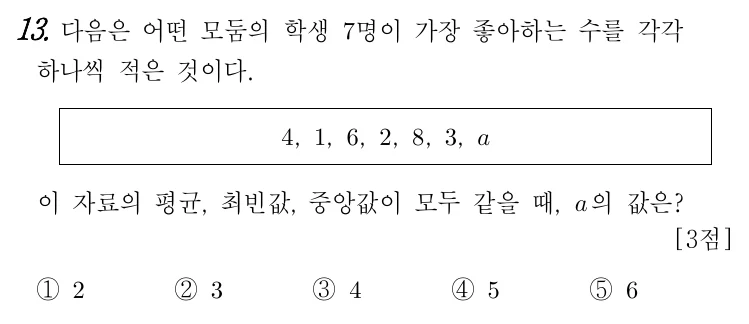 13. 다음은 어떤 모둠의 학생 7명이 가장 좋아하는 수를 각각
하나씩 적은 것이다.
4, 1, 6, 2, 8, 3, a
이 자료의 평균, 최빈값, 중앙값이 모두 같을 때, a의 값은?
[3점]
① 2 ② 3 ③ 4 ④ 5 ⑤ 6